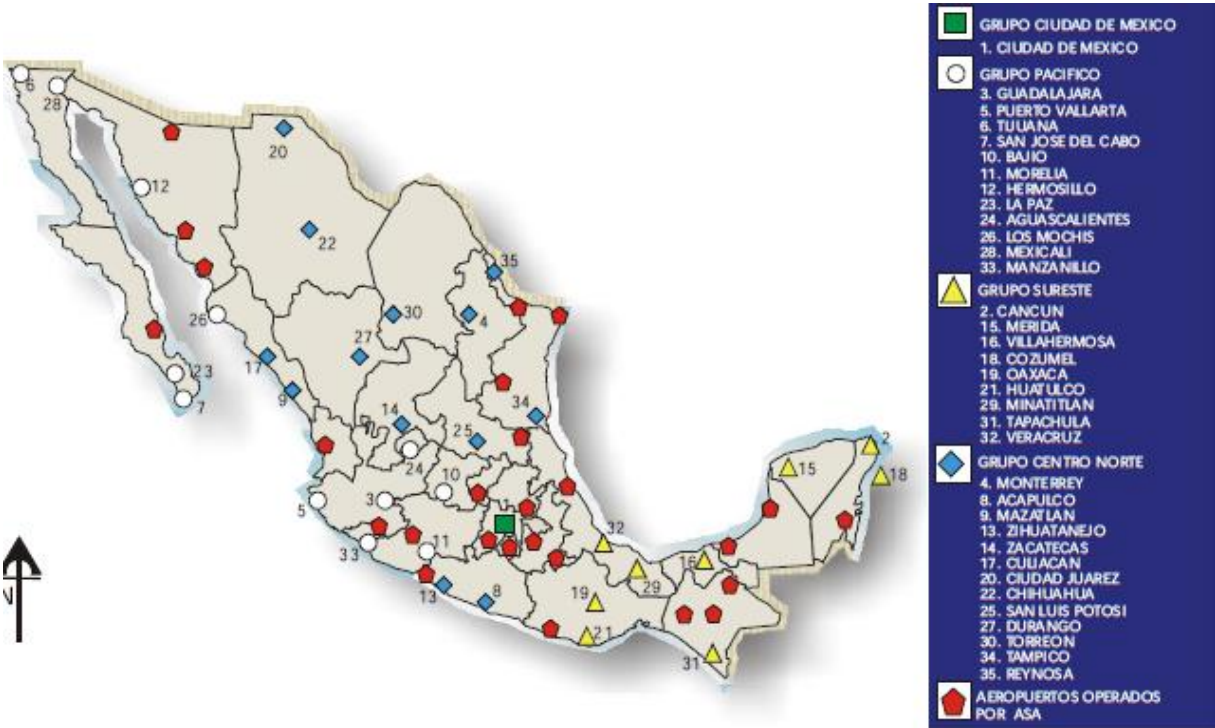 6
28
20
12
22
35
26
30
4
27
17
23
7
9
14
34
25
24
10
2
15
18
5
3
1
33
11
32
16
29
13
8
19
21
31
N
GRUPO CIUDAD DE MEXICO
1. CIUDAD DE MEXICO
GRUPO PACIFICO
3. GUADALAJARA
5. PUERTO VALLARTA
6. TIJUANA
7. SAN JOSE DEL CABO
10. BAJIO
11. MORELIA
12. HERMOSILLO
23. LA PAZ
24. AGUASCALIENTES
26. LOS MOCHIS
28. MEXICALI
33. MANZANILLO
GRUPO SURESTE
2. CANCUN
15. MERIDA
16. VILLAHERMOSA
18. COZUMEL
19. OAXACA
21. HUATULCO
29. MINATITLAN
31. TAPACHULA
32. VERACRUZ
GRUPO CENTRO NORTE
4. MONTERREY
8. ACAPULCO
9. MAZATLAN
13. ZIHUATANEJO
14. ZACATECAS
17. CULIACAN
20. CIUDAD JUAREZ
22. CHIHUAHUA
25. SAN LUIS POTOSI
27. DURANGO
30. TORREON
34. TAMPICO
35. REYNOSA
AEROPUERTOS OPERADOS
POR ASA